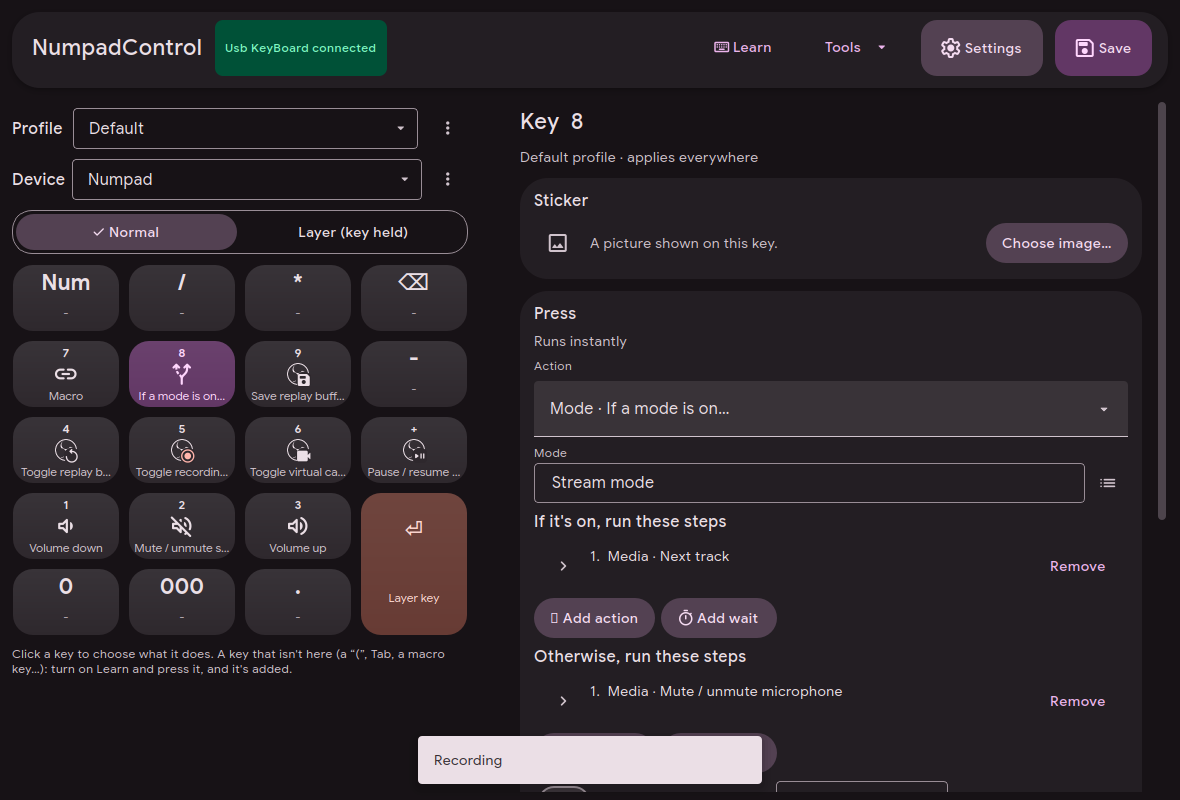 NumpadControl
Usb KeyBoard connected
Learn
Tools
Settings
Save
Profile
Default
Device
Numpad
Normal
Layer (key held)
Num
-
/
-
*
-
⌫
-
7
Macro
8
If a mode is on...
9
Save replay buff...
-
-
4
Toggle replay b...
5
Toggle recordin...
6
Toggle virtual ca...
+
Pause / resume ...
1
Volume down
2
Mute / unmute s...
3
Volume up
⏎
Layer key
0
-
000
-
.
-
Click a key to choose what it does. A key that isn't here (a “(”, Tab, a macro
key...): turn on Learn and press it, and it's added.
Key 8
Default profile · applies everywhere
Sticker
A picture shown on this key.
Choose image...
Press
Runs instantly
Action
Mode · If a mode is on...
Mode
Stream mode
If it's on, run these steps
1. Media · Next track
Remove
Add action
Add wait
Otherwise, run these steps
1. Media · Mute / unmute microphone
Remove
Recording